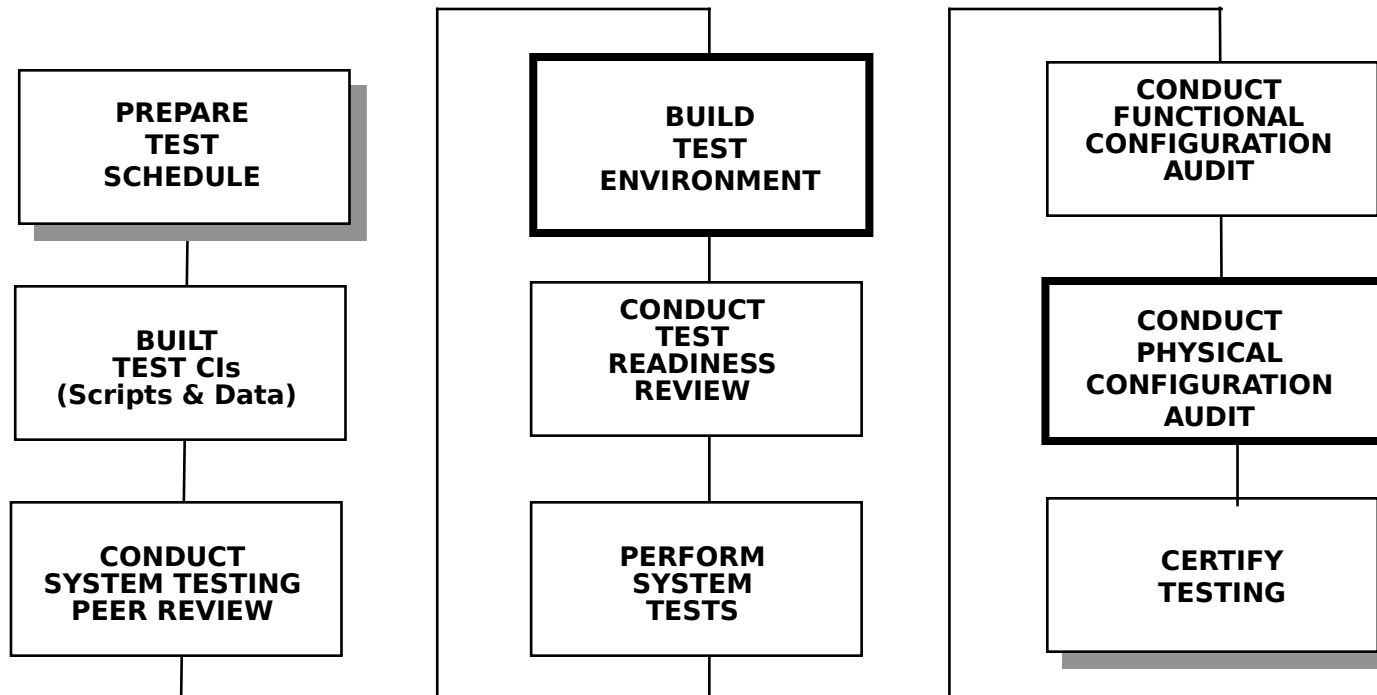 PREPARE
TEST
SCHEDULE
BUILT
TEST CIs
(Scripts & Data)
CONDUCT
SYSTEM TESTING
PEER REVIEW
BUILD
TEST
ENVIRONMENT
CONDUCT
TEST
READINESS
REVIEW
PERFORM
SYSTEM
TESTS
CONDUCT
FUNCTIONAL
CONFIGURATION
AUDIT
CONDUCT
PHYSICAL
CONFIGURATION
AUDIT
CERTIFY
TESTING